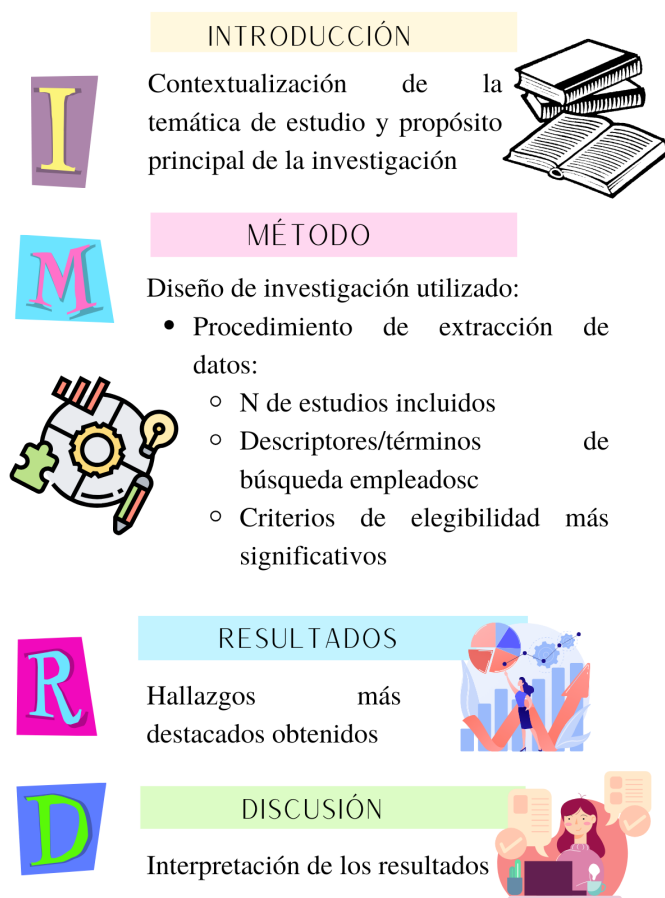 INTRODUCCIÓN
I
Contextualización de la
temática de estudio y propósito
principal de la investigación
MÉTODO
M
Diseño de investigación utilizado:
• Procedimiento de extracción de
datos:
○ N de estudios incluidos
○ Descriptores/términos de
búsqueda empleadosc
○ Criterios de elegibilidad más
significativos
RESULTADOS
R
Hallazgos más
destacados obtenidos
D
DISCUSIÓN
Interpretación de los resultados